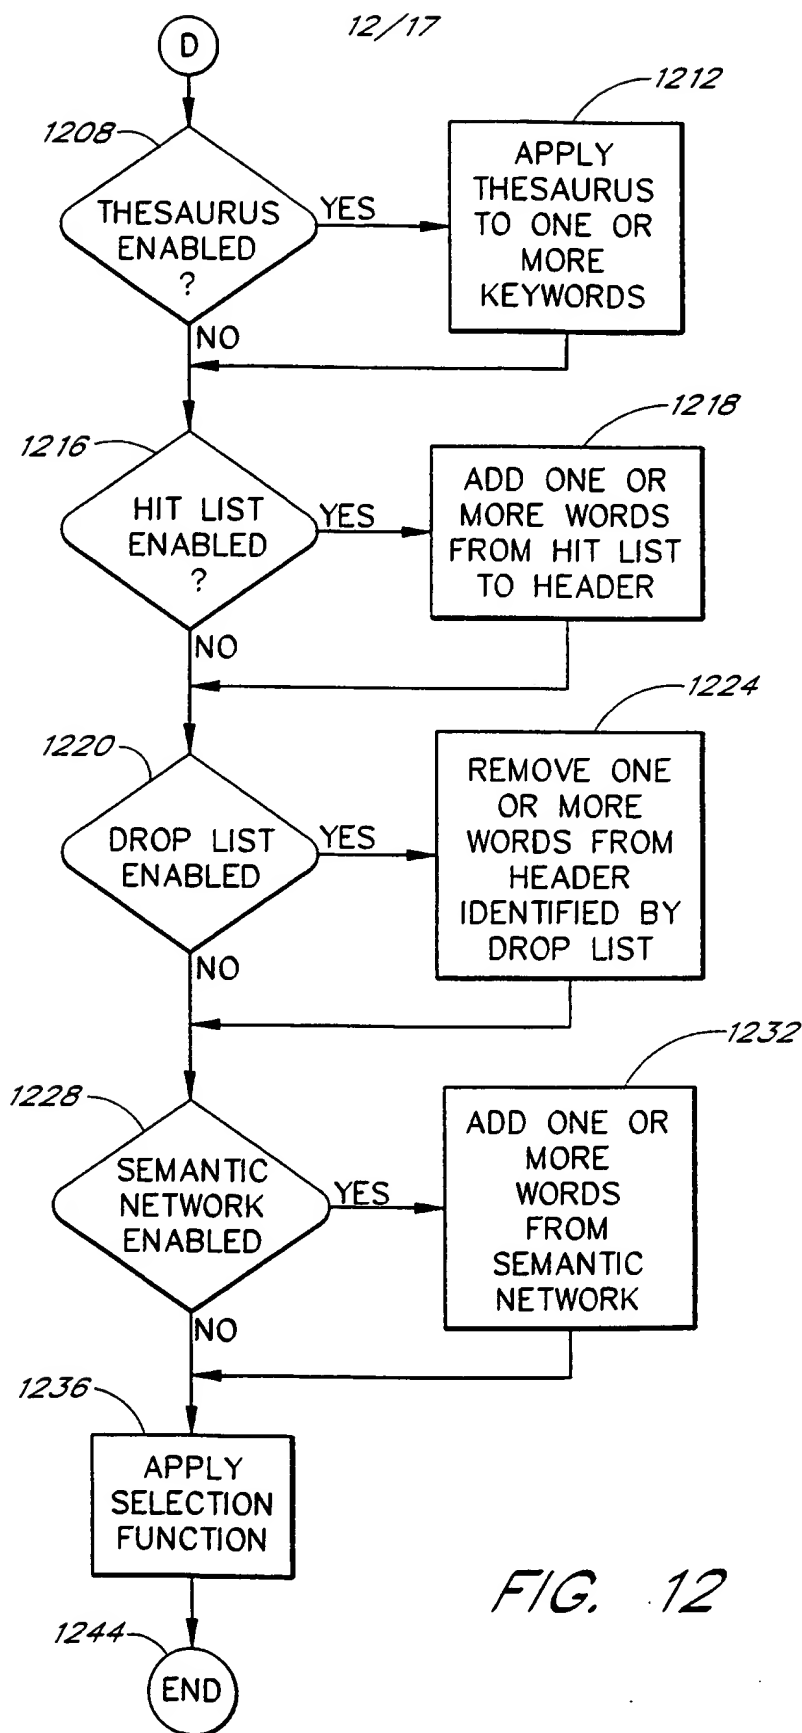 12/17
D
1208
THESAURUS
ENABLED
?
YES
NO
1212
APPLY
THESAURUS
TO ONE OR
MORE
KEYWORDS
1216
HIT LIST
ENABLED
?
YES
NO
1218
ADD ONE OR
MORE WORDS
FROM HIT LIST
TO HEADER
1220
DROP LIST
ENABLED
YES
NO
1224
REMOVE ONE
OR MORE
WORDS FROM
HEADER
IDENTIFIED BY
DROP LIST
1228
SEMANTIC
NETWORK
ENABLED
YES
NO
1232
ADD ONE OR
MORE
WORDS
FROM
SEMANTIC
NETWORK
1236
APPLY
SELECTION
FUNCTION
1244
END
FIG. 12